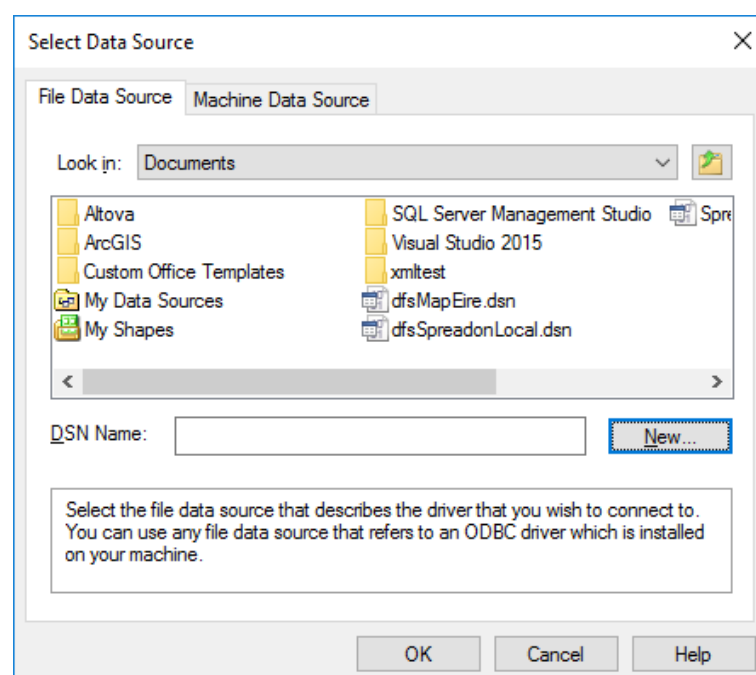 Select Data Source
File Data Source
Machine Data Source
Look in:
Documents
Altova
ArcGIS
Custom Office Templates
My Data Sources
My Shapes
SQL Server Management Studio
Visual Studio 2015
xmltest
dfsMapEire.dsn
dfsSpreadonLocal.dsn
Spre
DSN Name:
New...
Select the file data source that describes the driver that you wish to connect to.
You can use any file data source that refers to an ODBC driver which is installed
on your machine.
OK
Cancel
Help